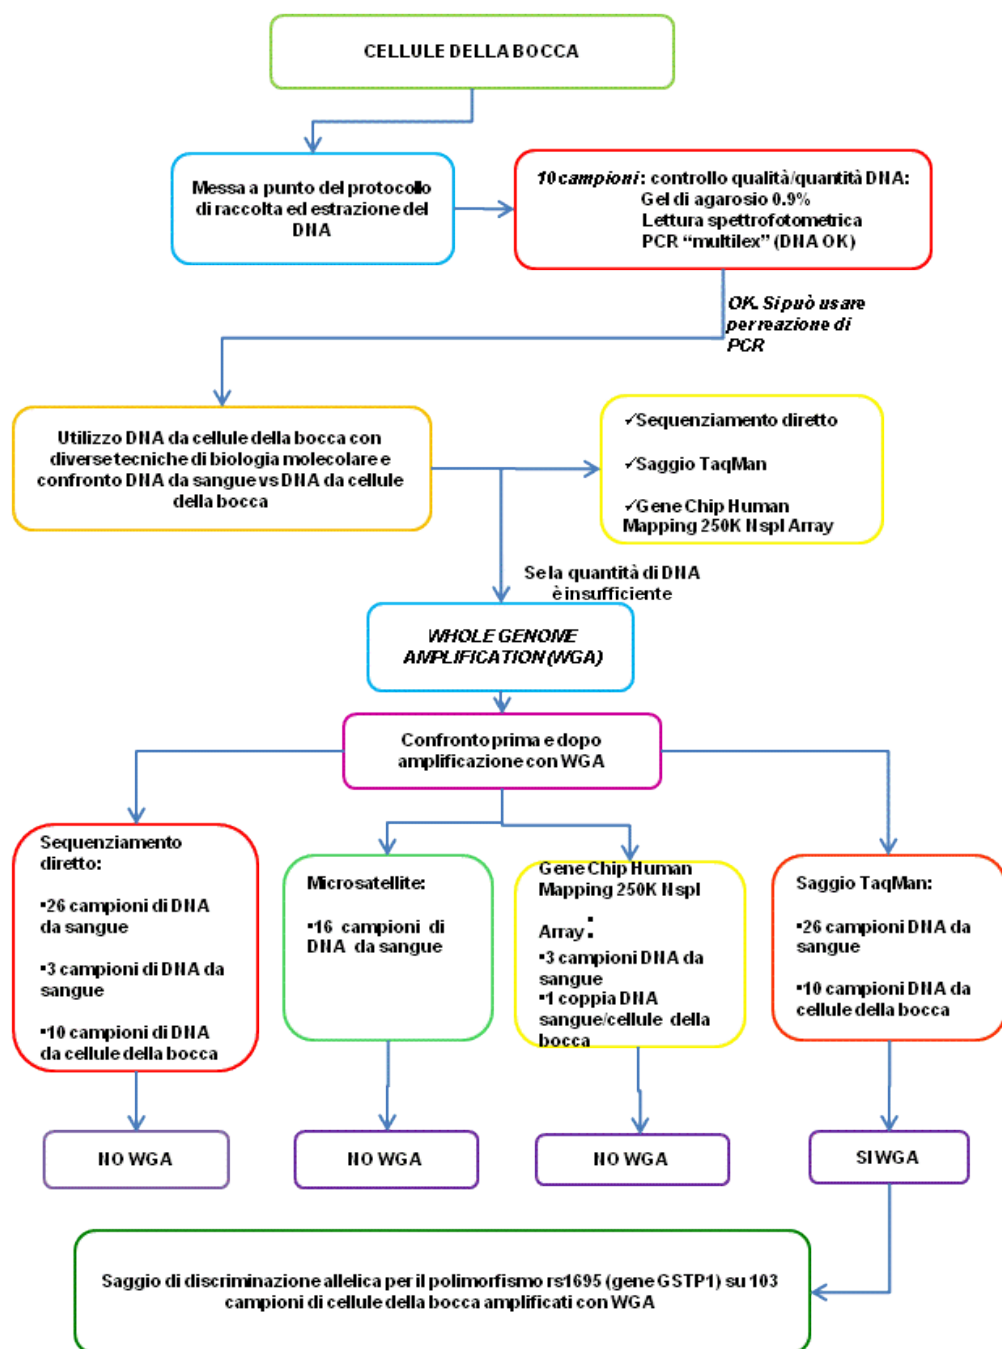 CELLULE DELLA BOCCA
Messa a punto del protocollo
di raccolta ed estrazione del
DNA
10 campioni: controllo qualità/quantità DNA:
Gel di agarosio 0.9%
Lettura spettrofotometrica
PCR “multilex” (DNA OK)
OK. Si può usare
per reazione di
PCR
Utilizzo DNA da cellule della bocca con
diverse tecniche di biologia molecolare e
confronto DNA da sangue vs DNA da cellule
della bocca
✓Sequenziamento diretto
✓Saggio TaqMan
✓Gene Chip Human
Mapping 250K NspI Array
Se la quantità di DNA
è insufficiente
WHOLE GENOME
AMPLIFICATION (WGA)
Confronto prima e dopo
amplificazione con WGA
Sequenziamento
diretto:
▪26 campioni di DNA
da sangue
▪3 campioni di DNA da
sangue
▪10 campioni di DNA
da cellule della bocca
Microsatellite:
▪16 campioni di
DNA da sangue
Gene Chip Human
Mapping 250K NspI
Array:
▪3 campioni DNA da
sangue
▪1 coppia DNA
sangue/cellule della
bocca
Saggio TaqMan:
▪26 campioni DNA da
sangue
▪10 campioni DNA da
cellule della bocca
NO WGA
NO WGA
NO WGA
SI WGA
Saggio di discriminazione allelica per il polimorfismo rs1695 (gene GSTP1) su 103
campioni di cellule della bocca amplificati con WGA